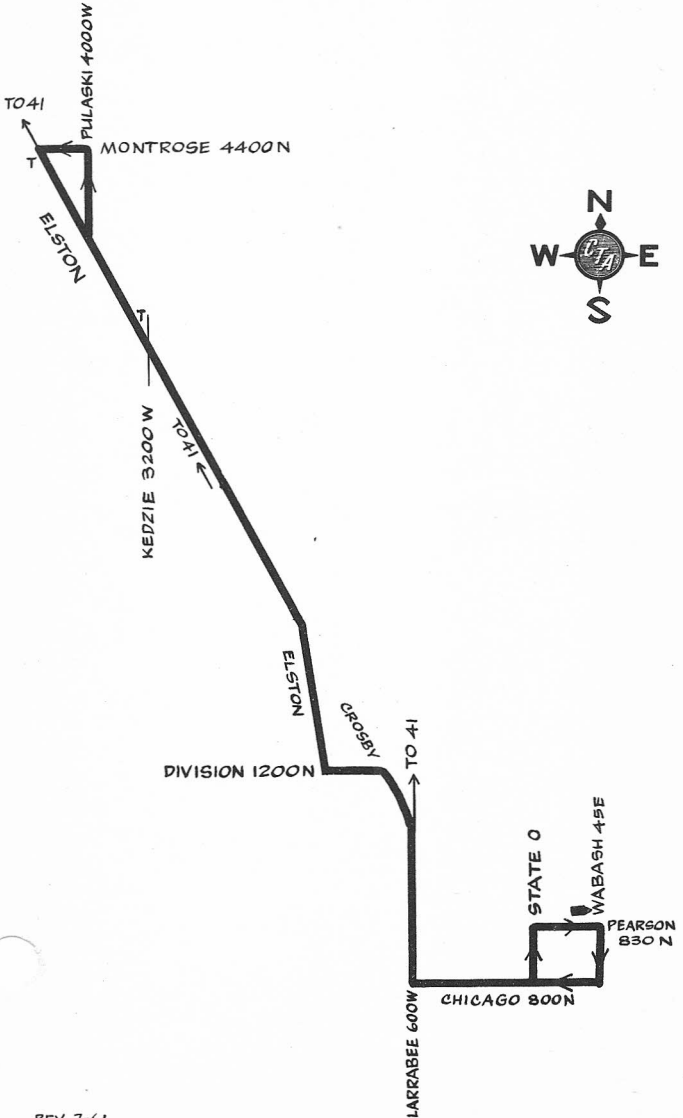 PULASKI 4000W
TO 41
T
MONTROSE 4400N
ELSTON
N
W CTA E
S
T
TO 41
KEDZIE 3200W
ELSTON
CROSBY
TO 41
DIVISION 1200N
STATE 0
WABASH 45E
PEARSON
830 N
CHICAGO 800N
LARRABEE 600W